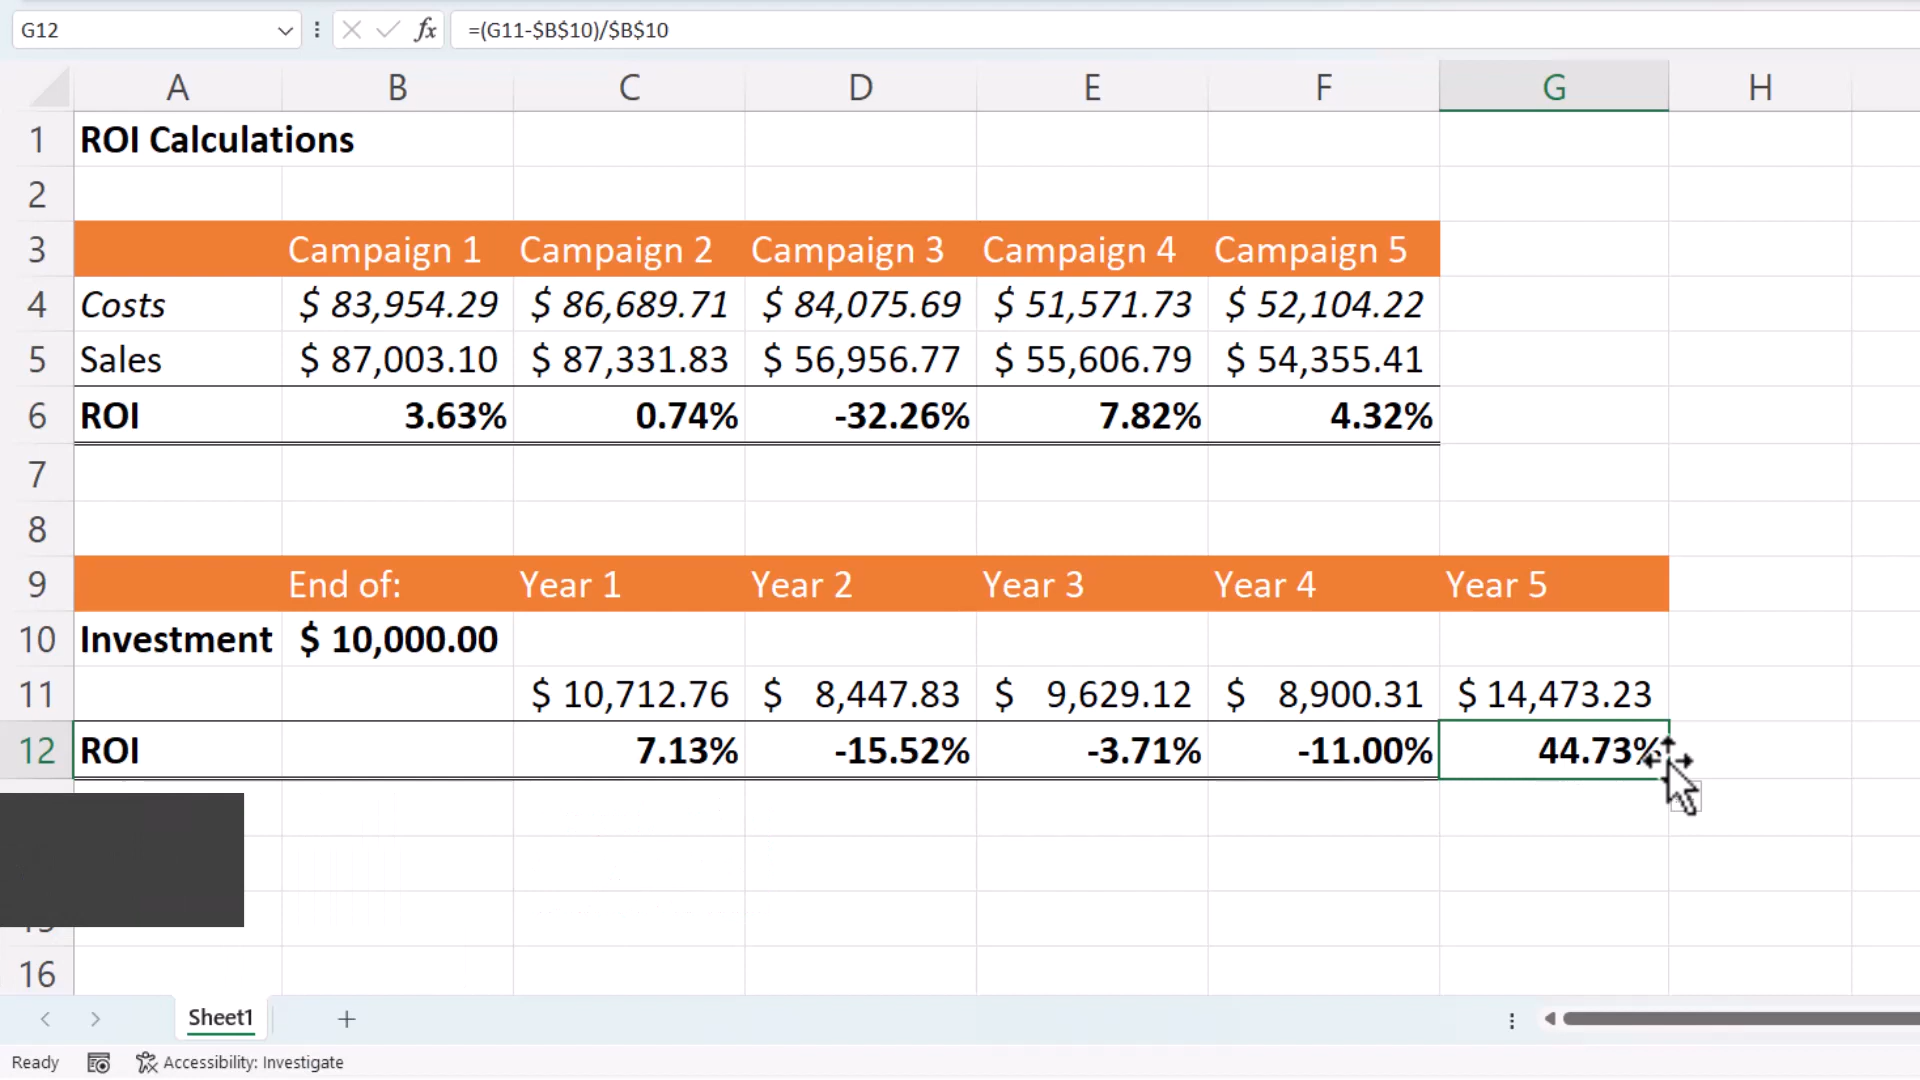 G12 fx =(G11-$B$10)/$B$10
A B C D E F G H
1 ROI Calculations
2
3 Campaign 1 Campaign 2 Campaign 3 Campaign 4 Campaign 5
4 Costs $ 83,954.29 $ 86,689.71 $ 84,075.69 $ 51,571.73 $ 52,104.22
5 Sales $ 87,003.10 $ 87,331.83 $ 56,956.77 $ 55,606.79 $ 54,355.41
6 ROI 3.63% 0.74% -32.26% 7.82% 4.32%
7
8
9 End of: Year 1 Year 2 Year 3 Year 4 Year 5
10 Investment $ 10,000.00
11 $ 10,712.76 $ 8,447.83 $ 9,629.12 $ 8,900.31 $ 14,473.23
12 ROI 7.13% -15.52% -3.71% -11.00% 44.73%
16
Sheet1
Ready Accessibility: Investigate